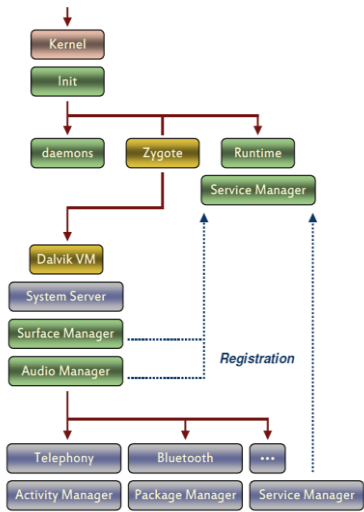 Kernel
Init
daemons
Zygote
Runtime
Service Manager
Dalvik VM
System Server
Surface Manager
Audio Manager
Registration
Telephony
Bluetooth
...
Activity Manager
Package Manager
Service Manager